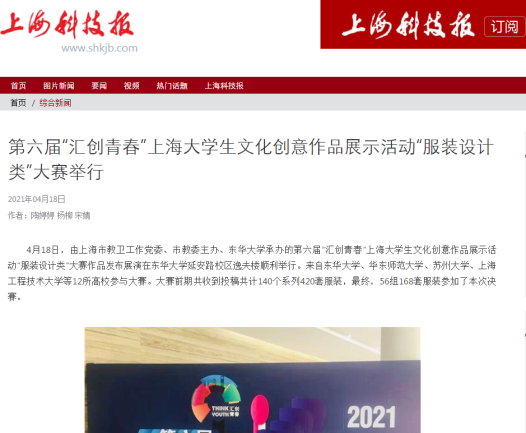 上海科技报
www.shkjb.com
上海科技报
订阅
首页 图片新闻 要闻 视频 热门话题 上海科技报
首页 / 综合新闻
第六届“汇创青春”上海大学生文化创意作品展示活动“服装设计
类”大赛举行
2021年04月18日
作者：陶婷婷 杨柳 宋婧
4月18日，由上海市教卫工作党委、市教委主办、东华大学承办的第六届“汇创青春”上海大学生文化创意作品展示活
动“服装设计类”大赛作品发布展演在东华大学延安路校区逸夫楼顺利举行。来自东华大学、华东师范大学、苏州大学、上海
工程技术大学等12所高校参与大赛。大赛前期共收到投稿共计140个系列420套服装，最终，56组168套服装参加了本次决
赛。
THINK汇创
YOUTH青春
2021